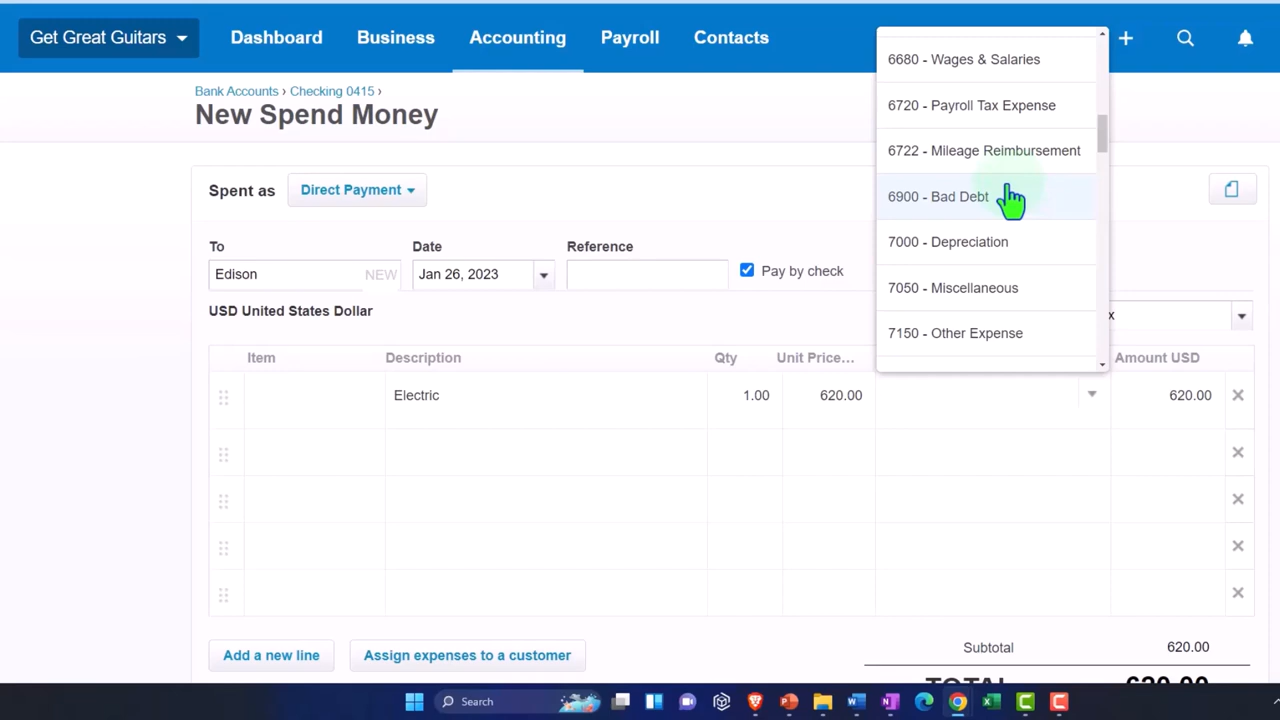 Get Great Guitars
Dashboard
Business
Accounting
Payroll
Contacts
Bank Accounts › Checking 0415 ›
New Spend Money
6680 - Wages & Salaries
6720 - Payroll Tax Expense
6722 - Mileage Reimbursement
6900 - Bad Debt
7000 - Depreciation
7050 - Miscellaneous
7150 - Other Expense
Spent as
Direct Payment
To
Date
Reference
Edison
NEW
Jan 26, 2023
Pay by check
USD United States Dollar
x
Item
Description
Qty
Unit Price...
Amount USD
Electric
1.00
620.00
620.00
Add a new line
Assign expenses to a customer
Subtotal
620.00
TOTAL
620.00
Search